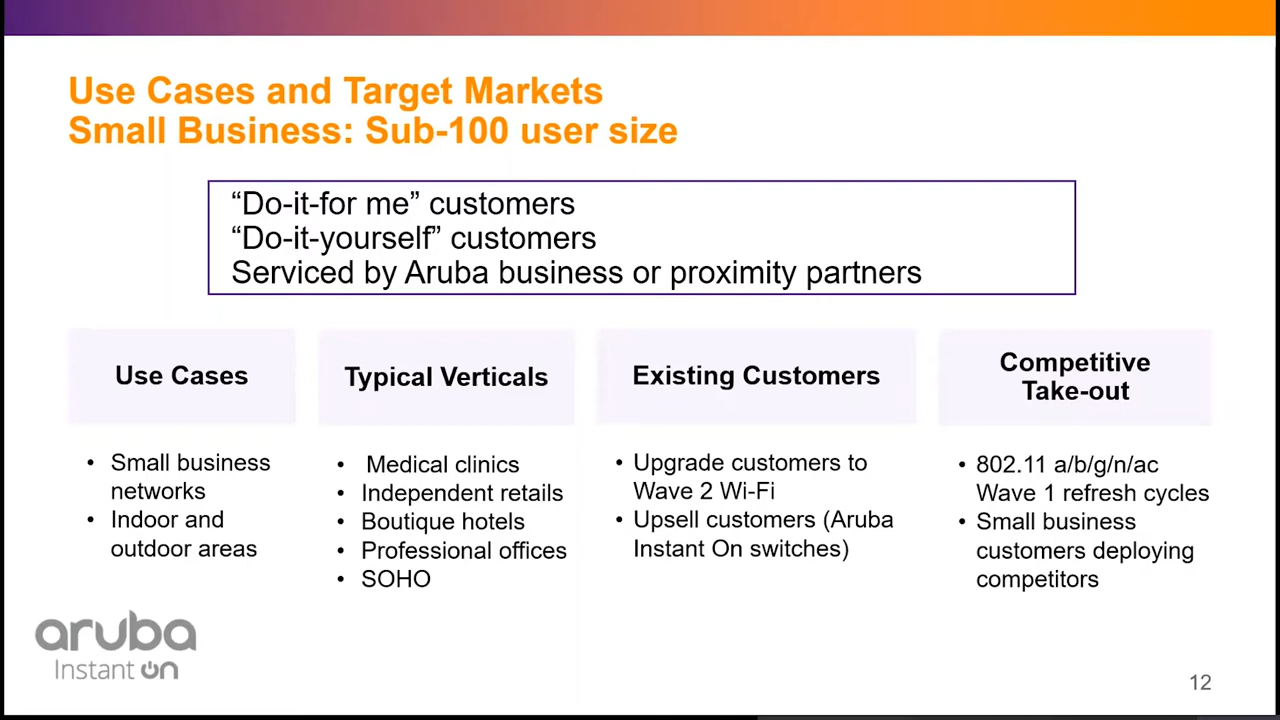 Use Cases and Target Markets
Small Business: Sub-100 user size
“Do-it-for me” customers
“Do-it-yourself” customers
Serviced by Aruba business or proximity partners
Use Cases
• Small business
networks
• Indoor and
outdoor areas
Typical Verticals
• Medical clinics
• Independent retails
• Boutique hotels
• Professional offices
• SOHO
Existing Customers
• Upgrade customers to
Wave 2 Wi-Fi
• Upsell customers (Aruba
Instant On switches)
Competitive
Take-out
• 802.11 a/b/g/n/ac
Wave 1 refresh cycles
• Small business
customers deploying
competitors
aruba
Instant On
12